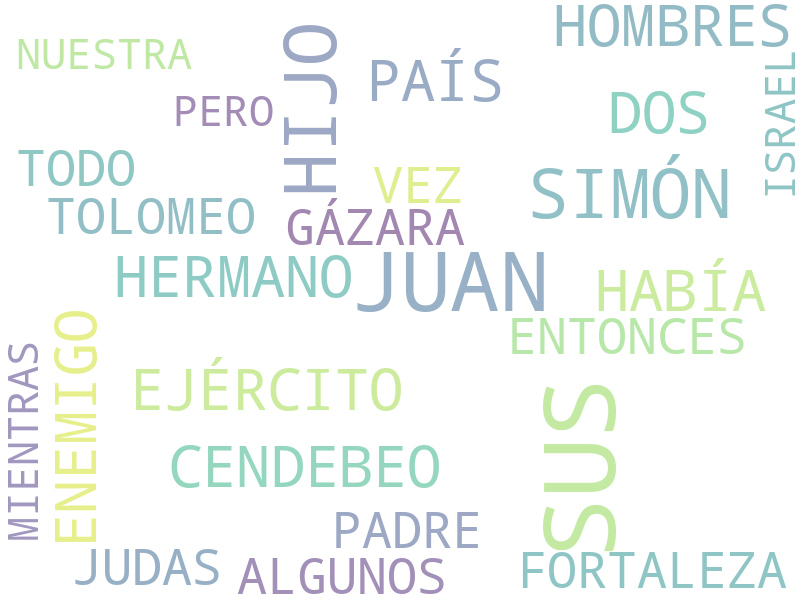 HOMBRES
NUESTRA
HIJO
PAÍS
ISRAEL
PERO
DOS
TODO
VEZ
SIMÓN
TOLOMEO
GÁZARA
HERMANO
JUAN
HABÍA
ENTONCES
MIENTRAS
ENEMIGO
EJÉRCITO
SUS
CENDEBEO
PADRE
JUDAS
ALGUNOS
FORTALEZA